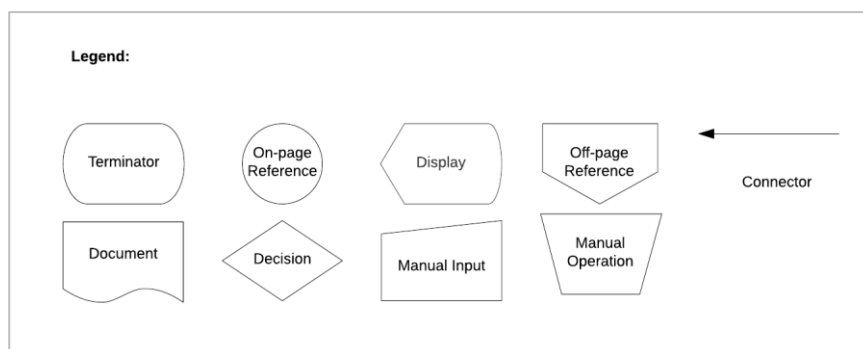 Legend:
Terminator
On-page
Reference
Display
Off-page
Reference
Connector
Document
Decision
Manual Input
Manual
Operation